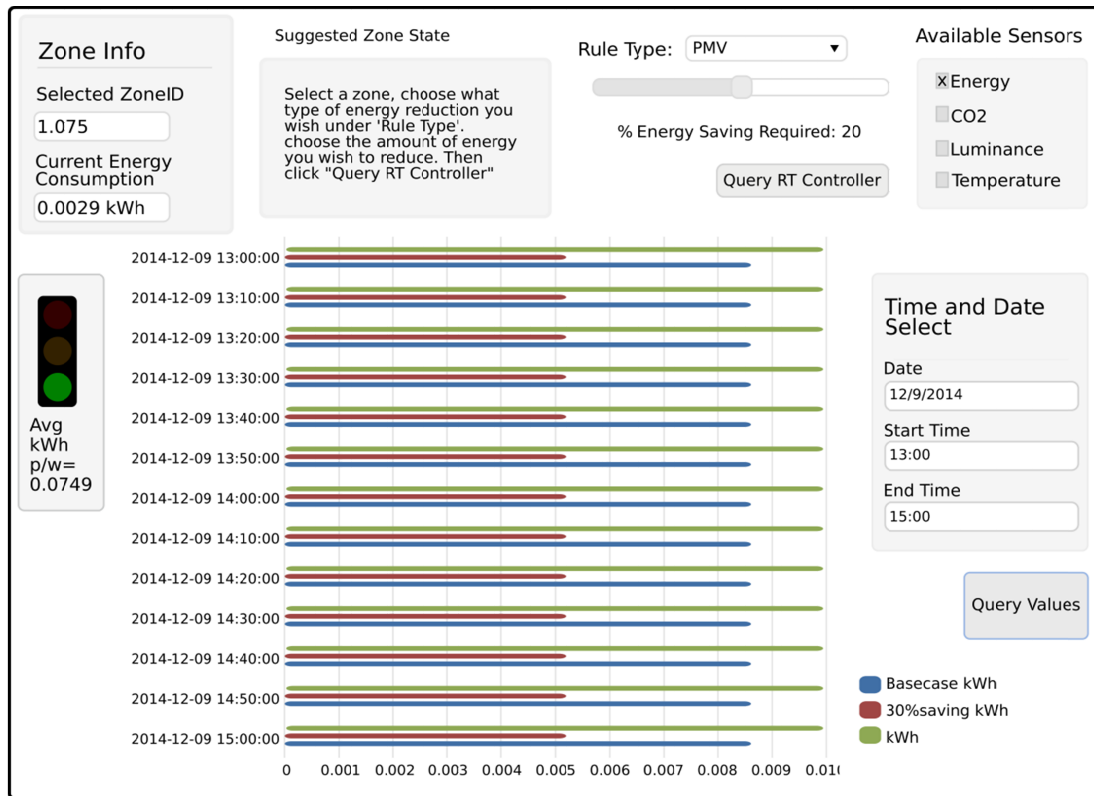 Zone Info
Selected ZoneID
1.075
Current Energy
Consumption
0.0029 kWh
Suggested Zone State
Select a zone, choose what
type of energy reduction you
wish under 'Rule Type'.
choose the amount of energy
you wish to reduce. Then
click "Query RT Controller"
Rule Type:
PMV
% Energy Saving Required: 20
Query RT Controller
Available Sensors
X Energy
CO2
Luminance
Temperature
Avg
kWh
p/w=
0.0749
2014-12-09 13:00:00
2014-12-09 13:10:00
2014-12-09 13:20:00
2014-12-09 13:30:00
2014-12-09 13:40:00
2014-12-09 13:50:00
2014-12-09 14:00:00
2014-12-09 14:10:00
2014-12-09 14:20:00
2014-12-09 14:30:00
2014-12-09 14:40:00
2014-12-09 14:50:00
2014-12-09 15:00:00
0 0.001 0.002 0.003 0.004 0.005 0.006 0.007 0.008 0.009 0.01
Time and Date
Select
Date
12/9/2014
Start Time
13:00
End Time
15:00
Query Values
Basecase kWh
30%saving kWh
kWh